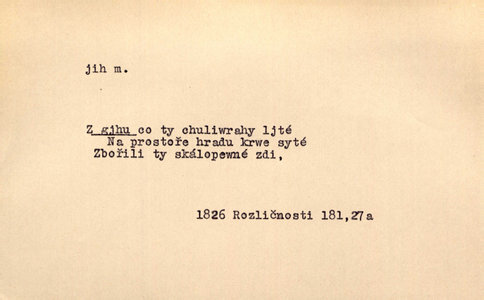 jih m.
Z gjhu co ty chuliwrahy ljté
Na prostoře hradu krwe syté
Zbořili ty skálopewné zdi,
1826 Rozličnosti 181,27a